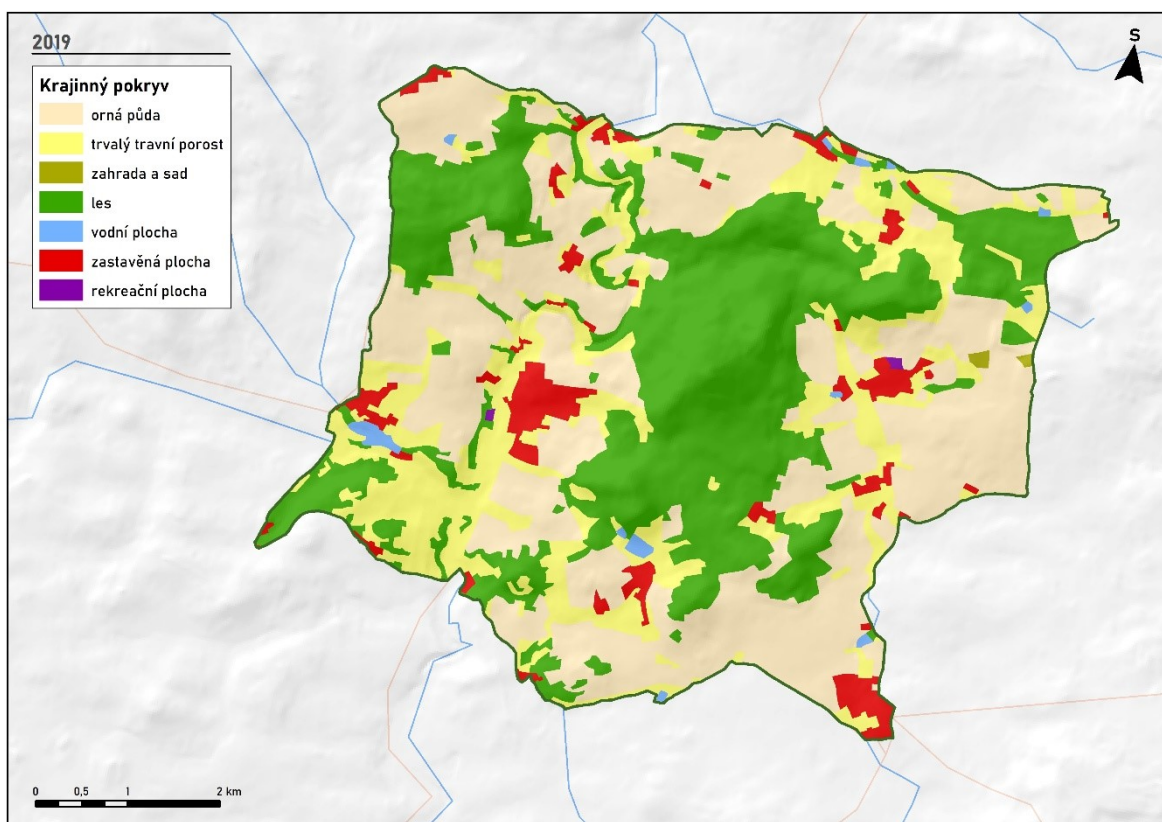 2019
S
Krajinný pokryv
orná půda
trvalý travní porost
zahrada a sad
les
vodní plocha
zastavěná plocha
rekreační plocha
0 0,5 1 2 km